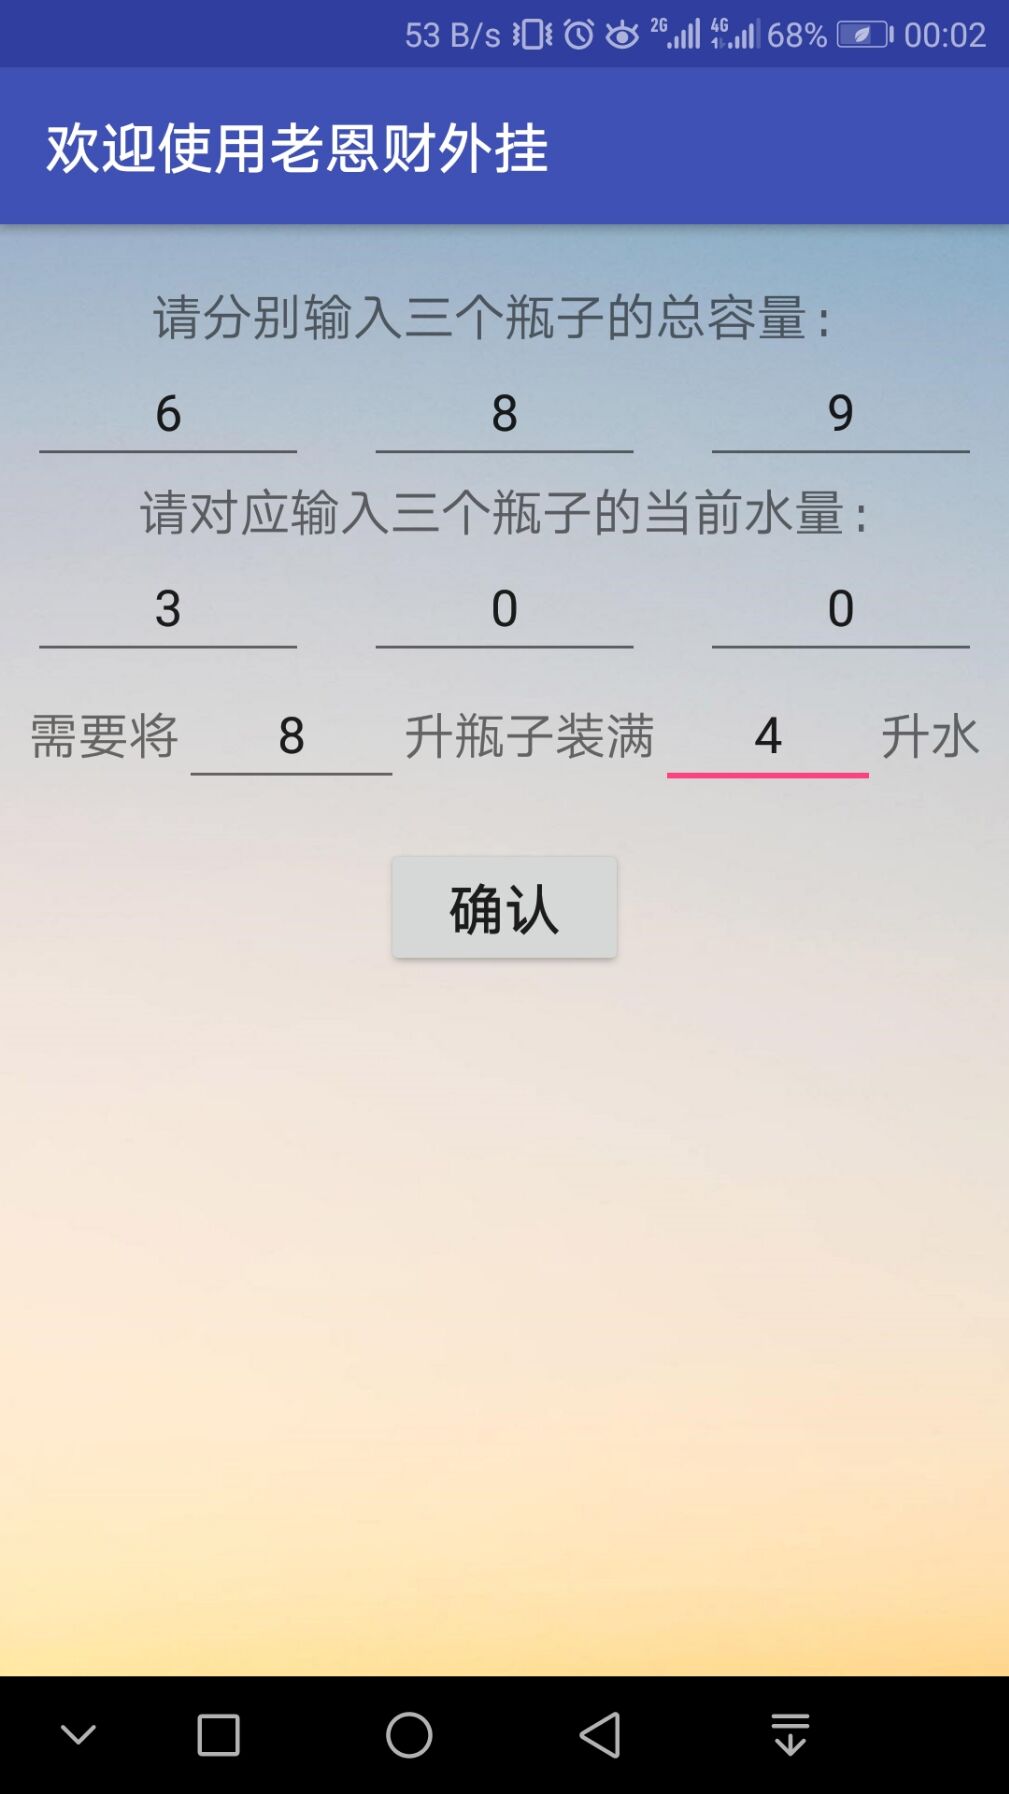 53 B/s 2G 4G 68% 00:02
欢迎使用老恩财外挂
请分别输入三个瓶子的总容量:
6 8 9
请对应输入三个瓶子的当前水量:
3 0 0
需要将 8 升瓶子装满 4 升水
确认